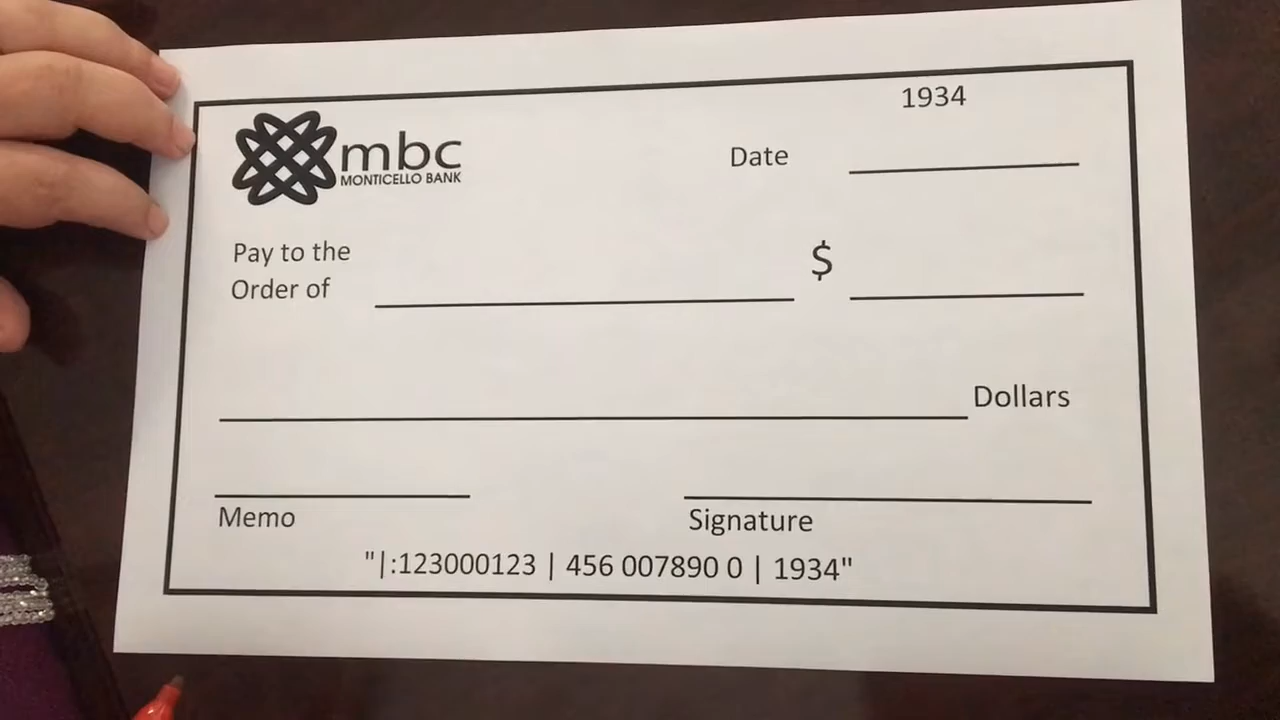 1934
mbc
MONTICELLO BANK
Date
Pay to the
Order of
$
Dollars
Memo
Signature
"|:123000123 | 456 007890 0 | 1934"